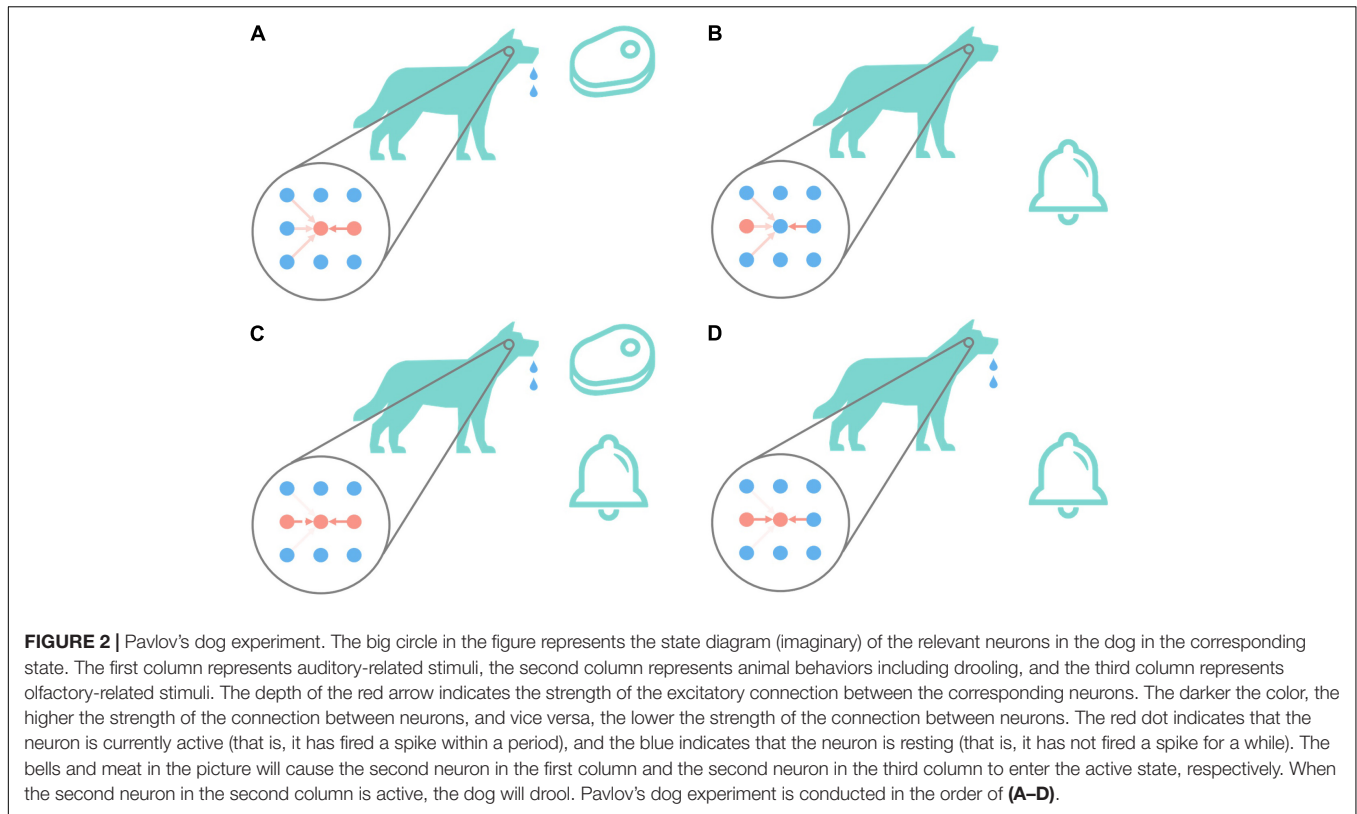 A
B
C
D
FIGURE 2 | Pavlov’s dog experiment. The big circle in the figure represents the state diagram (imaginary) of the relevant neurons in the dog in the corresponding
state. The first column represents auditory-related stimuli, the second column represents animal behaviors including drooling, and the third column represents
olfactory-related stimuli. The depth of the red arrow indicates the strength of the excitatory connection between the corresponding neurons. The darker the color, the
higher the strength of the connection between neurons, and vice versa, the lower the strength of the connection between neurons. The red dot indicates that the
neuron is currently active (that is, it has fired a spike within a period), and the blue indicates that the neuron is resting (that is, it has not fired a spike for a while). The
bells and meat in the picture will cause the second neuron in the first column and the second neuron in the third column to enter the active state, respectively. When
the second neuron in the second column is active, the dog will drool. Pavlov’s dog experiment is conducted in the order of (A–D).